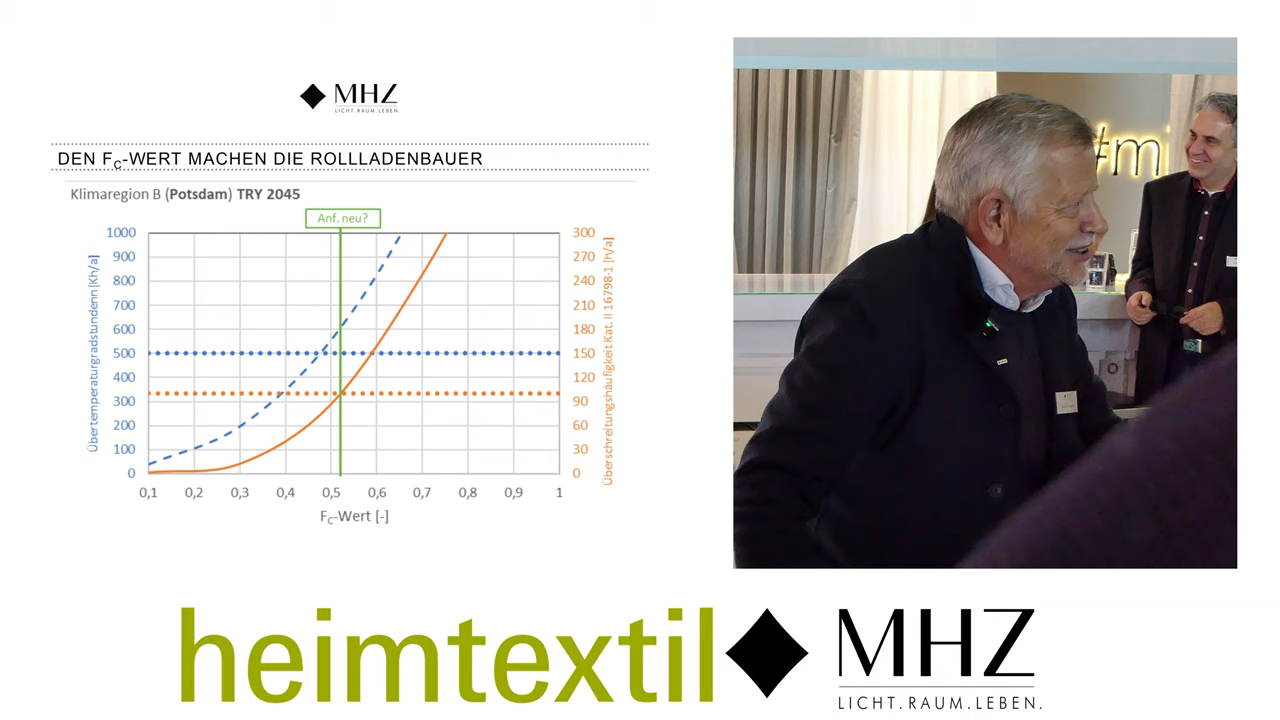 MHZ
LICHT.RAUM.LEBEN.
DEN FC-WERT MACHEN DIE ROLLLADENBAUER
Klimaregion B (Potsdam) TRY 2045
Anf. neu?
1000
900
800
700
600
500
400
300
200
100
0
Übertemperaturgradstundenn [Kh/a]
300
270
240
210
180
150
120
90
60
30
0
Überschreitungshäufigkeit Kat. II 16798-1 [h/a]
0,1 0,2 0,3 0,4 0,5 0,6 0,7 0,8 0,9 1
FC-Wert [-]
#mi
heimtextil
MHZ
LICHT.RAUM.LEBEN.